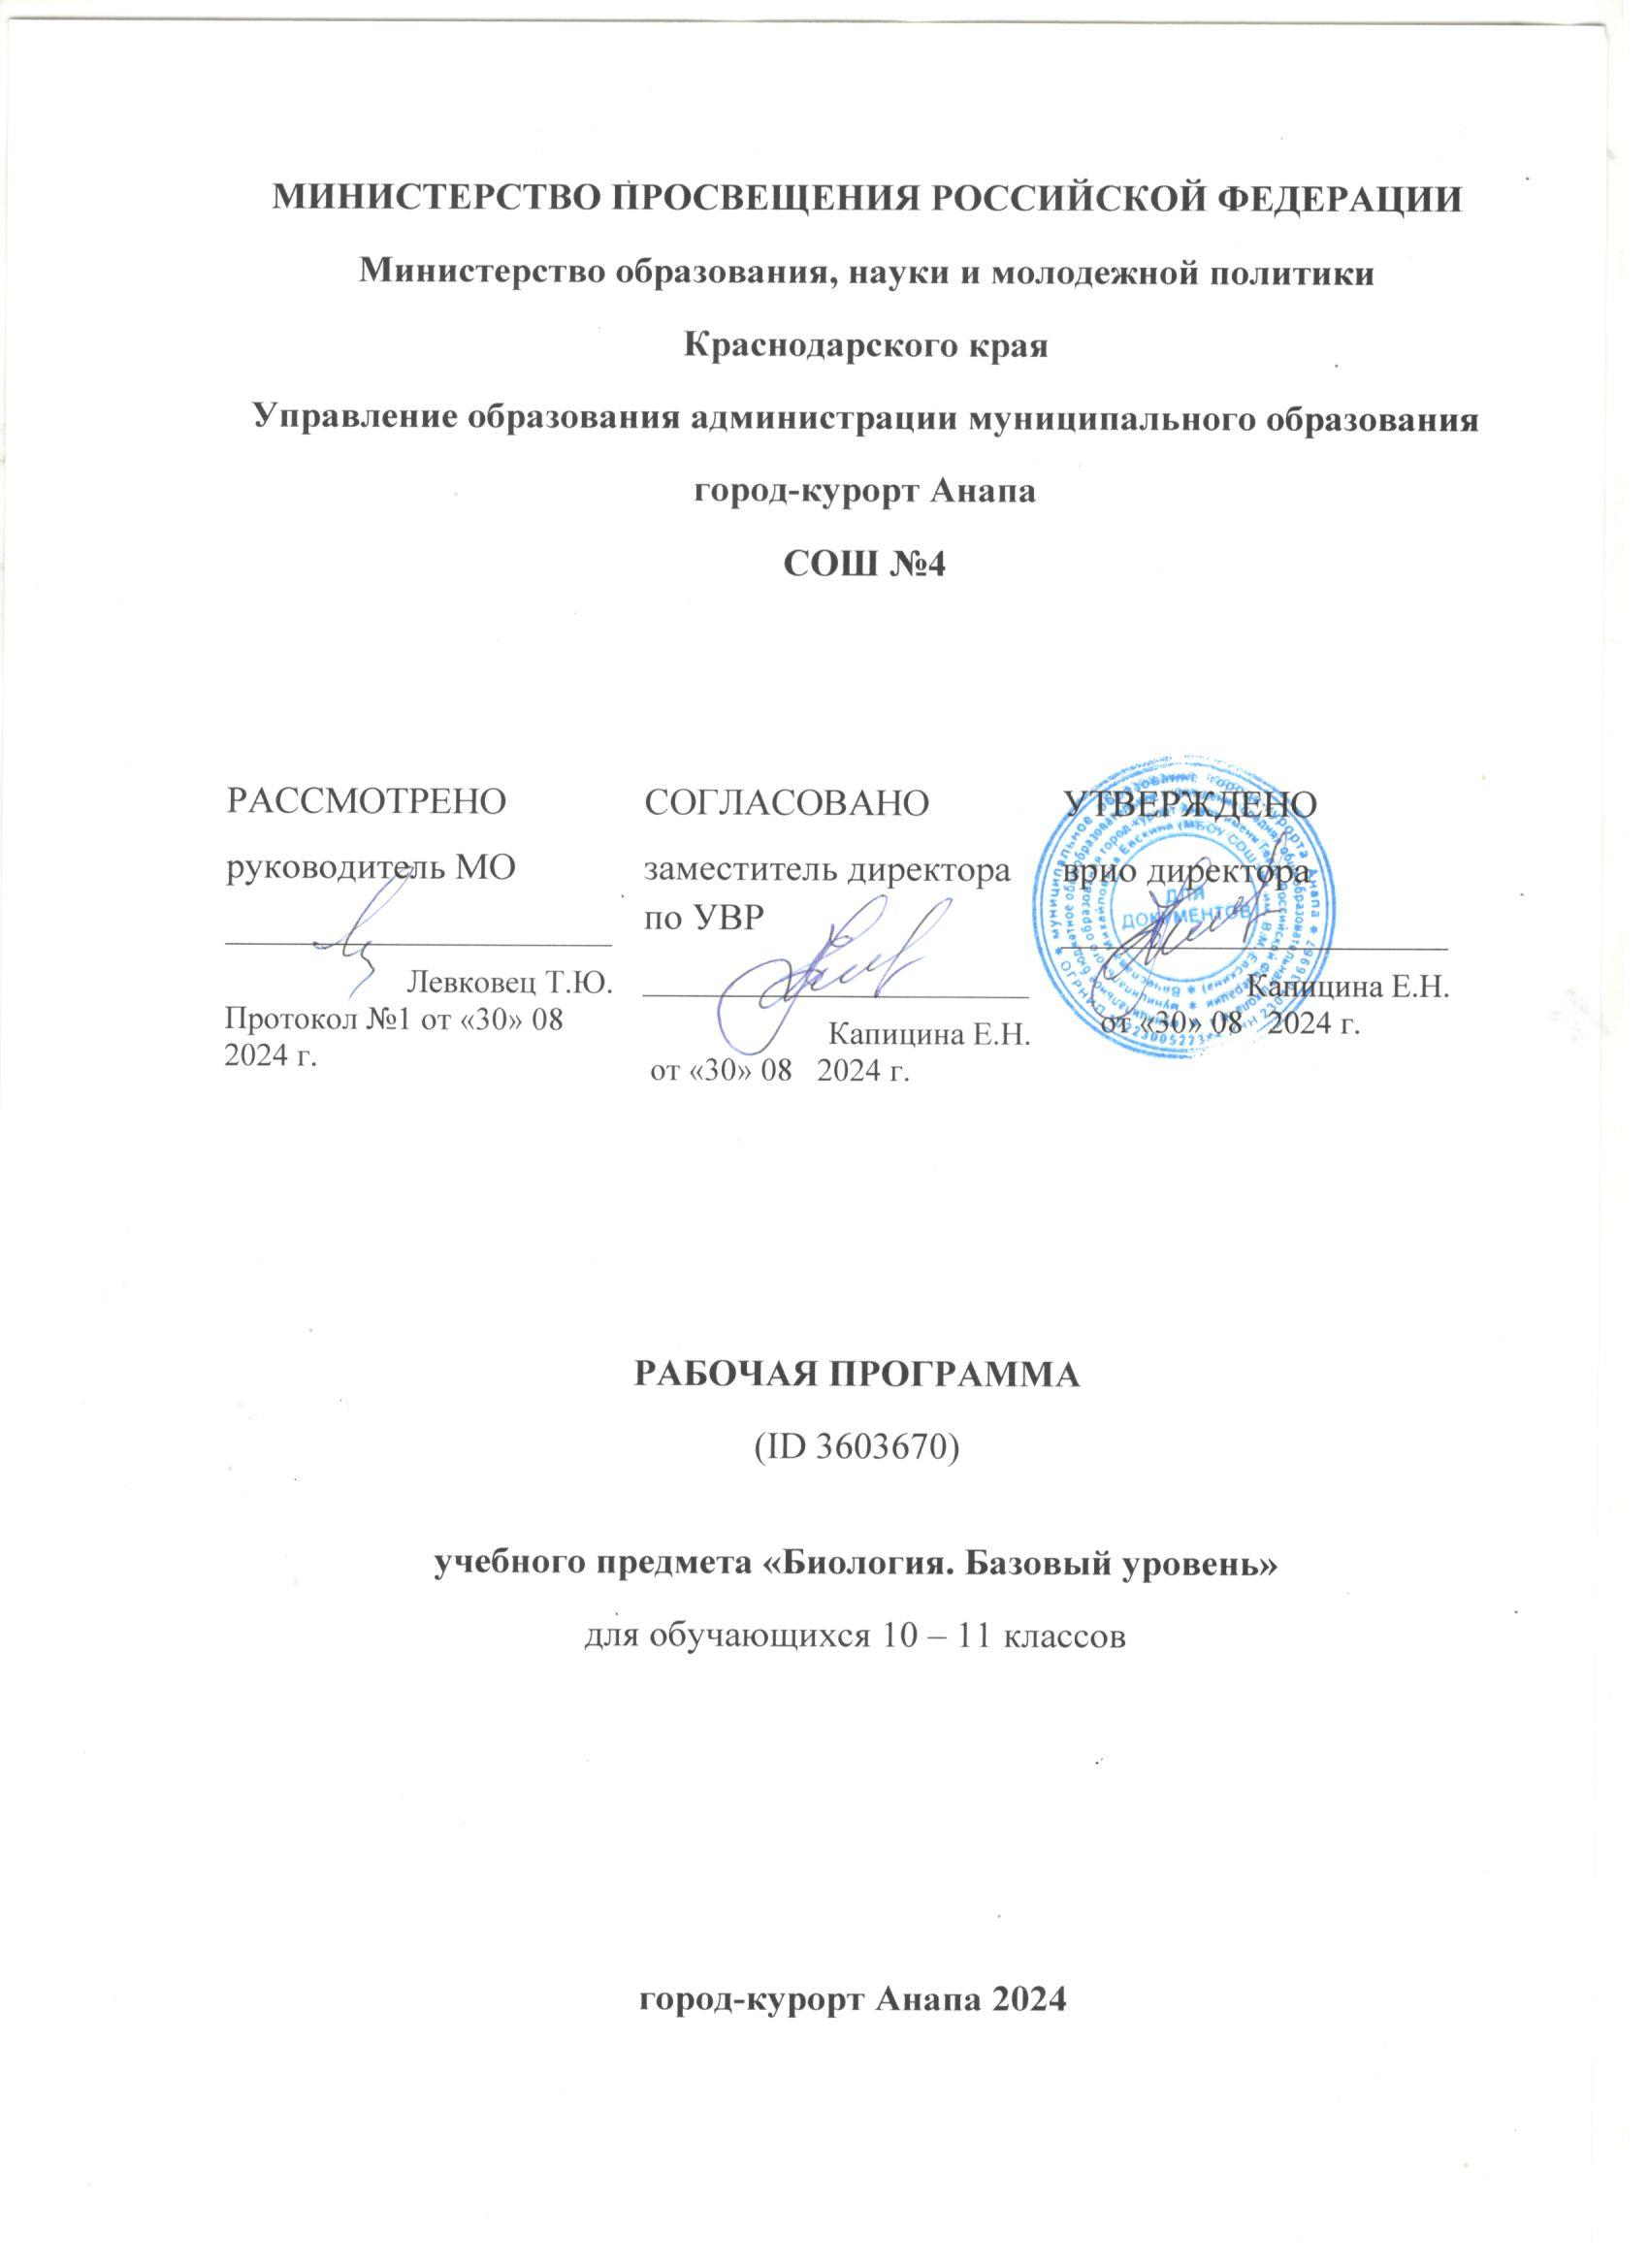 МИНИСТЕРСТВО ПРОСВЕЩЕНИЯ РОССИЙСКОЙ ФЕДЕРАЦИИ
Министерство образования, науки и молодежной политики
Краснодарского края
Управление образования администрации муниципального образования
город-курорт Анапа
СОШ №4
РАССМОТРЕНО
руководитель МО
Левковец Т.Ю.
Протокол №1 от «30» 08
2024 г.
СОГЛАСОВАНО
заместитель директора
по УВР
Капицина Е.Н.
от «30» 08 2024 г.
УТВЕРЖДЕНО
врио директора
Капицина Е.Н.
от «30» 08 2024 г.
ДЛЯ
ДОКУМЕНТОВ
РАБОЧАЯ ПРОГРАММА
(ID 3603670)
учебного предмета «Биология. Базовый уровень»
для обучающихся 10 – 11 классов
город-курорт Анапа 2024